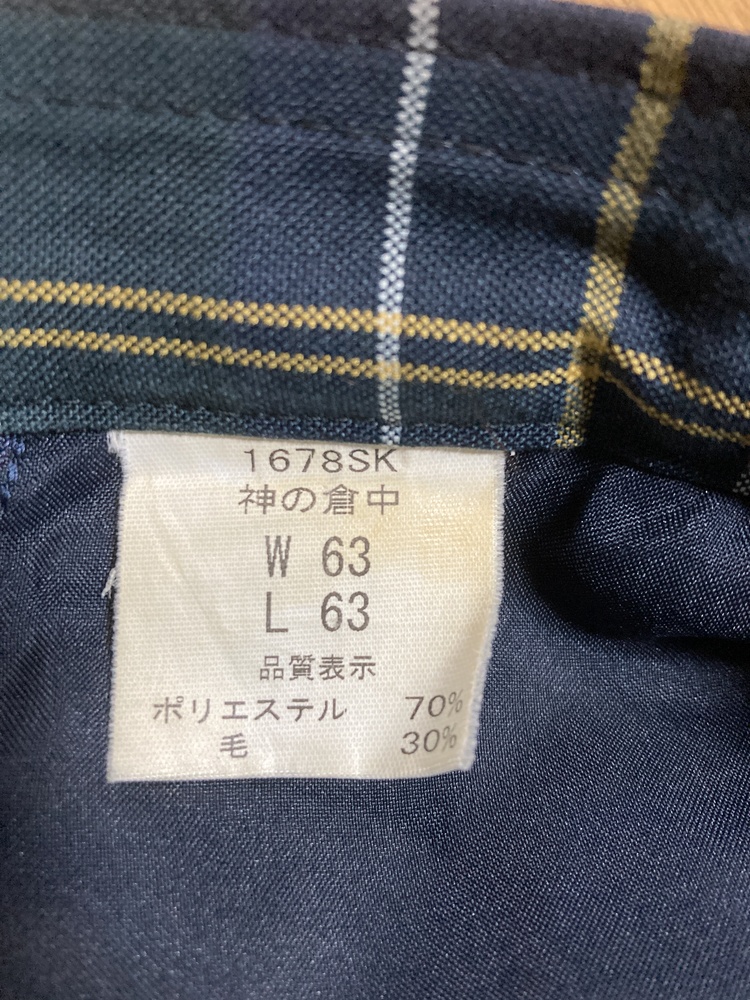 1678SK
神の倉中
W 63
L 63
品質表示
ポリエステル 70%
毛 30%